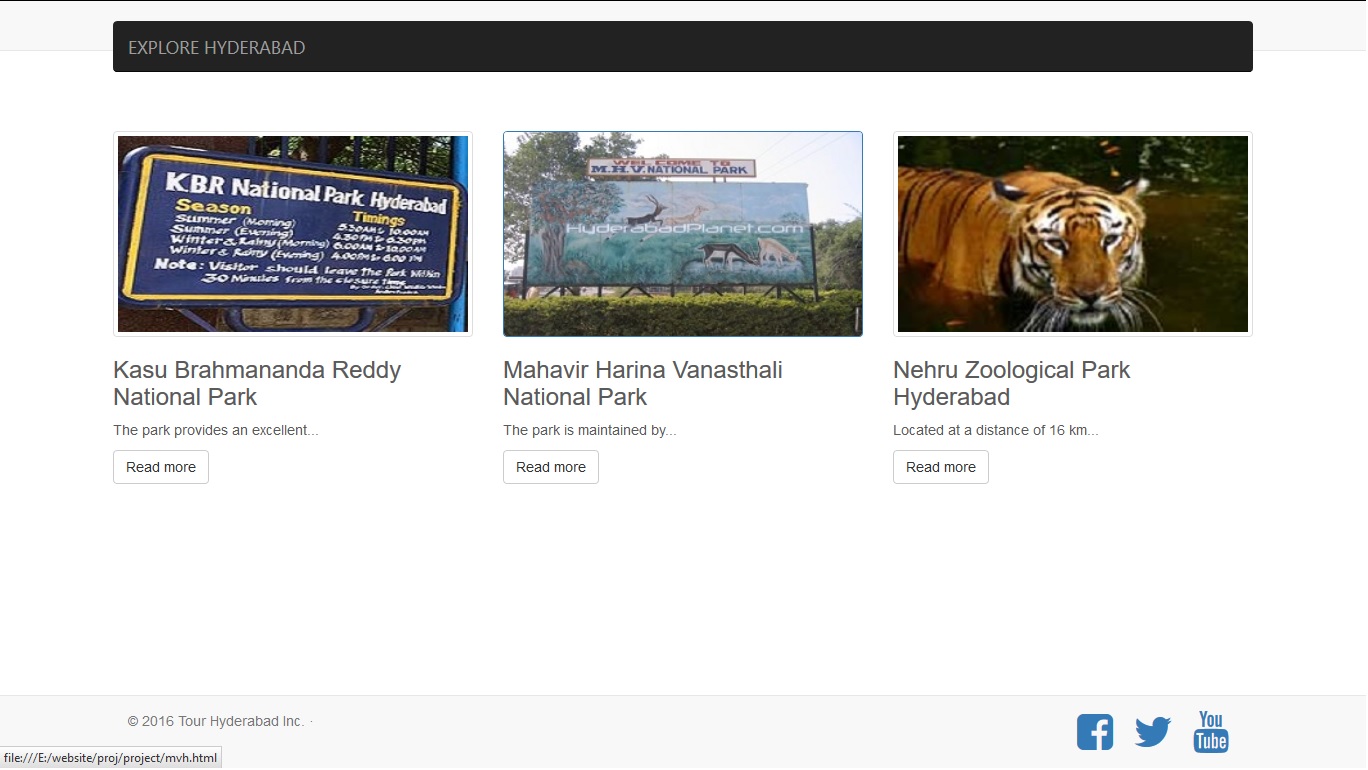 EXPLORE HYDERABAD
K.B.R National Park Hyderabad
Season Timings
Summer (Morning) 5.30AM to 10.00AM
Summer (Evening) 4.30PM to 6.30PM
Winter & Rainy (Morning) 6.00AM to 10.00AM
Winter & Rainy (Evening) 4.00PM to 6.00PM
Note: Visitor should leave the Park Within
30 Minutes from the closure Time
WELCOME TO
M.H.V. NATIONAL PARK
HyderabadPlanet.com
Kasu Brahmananda Reddy
National Park
The park provides an excellent...
Read more
Mahavir Harina Vanasthali
National Park
The park is maintained by...
Read more
Nehru Zoological Park
Hyderabad
Located at a distance of 16 km...
Read more
© 2016 Tour Hyderabad Inc. ·
You
Tube
file:///E:/website/proj/project/mvh.html